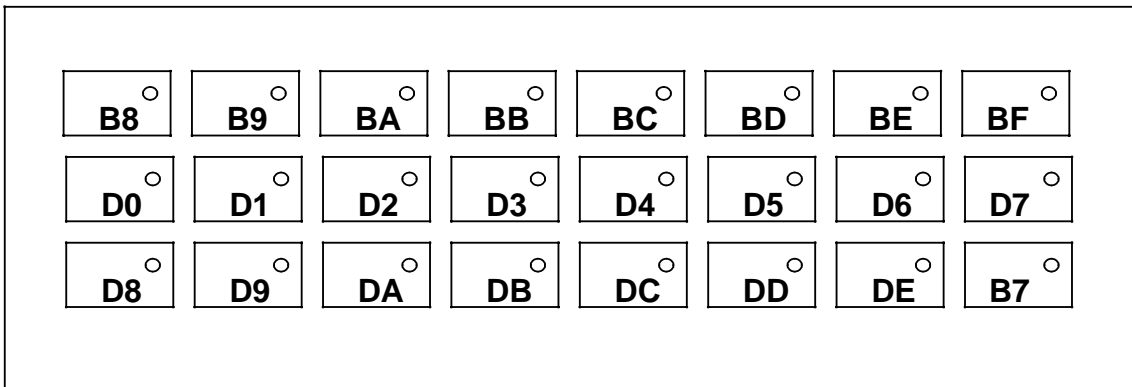 B8 B9 BA BB BC BD BE BF
D0 D1 D2 D3 D4 D5 D6 D7
D8 D9 DA DB DC DD DE B7